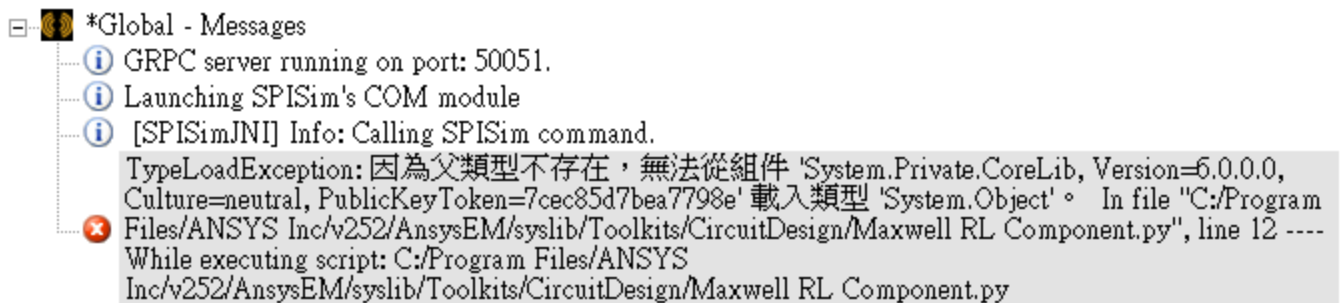 *Global - Messages
GRPC server running on port: 50051.
Launching SPISim's COM module
[SPISimJNI] Info: Calling SPISim command.
TypeLoadException: 因為父類型不存在，無法從組件 'System.Private.CoreLib, Version=6.0.0.0,
Culture=neutral, PublicKeyToken=7cec85d7bea7798e' 載入類型 'System.Object'。 In file "C:/Program
Files/ANSYS Inc/v252/AnsysEM/syslib/Toolkits/CircuitDesign/Maxwell RL Component.py", line 12 ----
While executing script: C:/Program Files/ANSYS
Inc/v252/AnsysEM/syslib/Toolkits/CircuitDesign/Maxwell RL Component.py